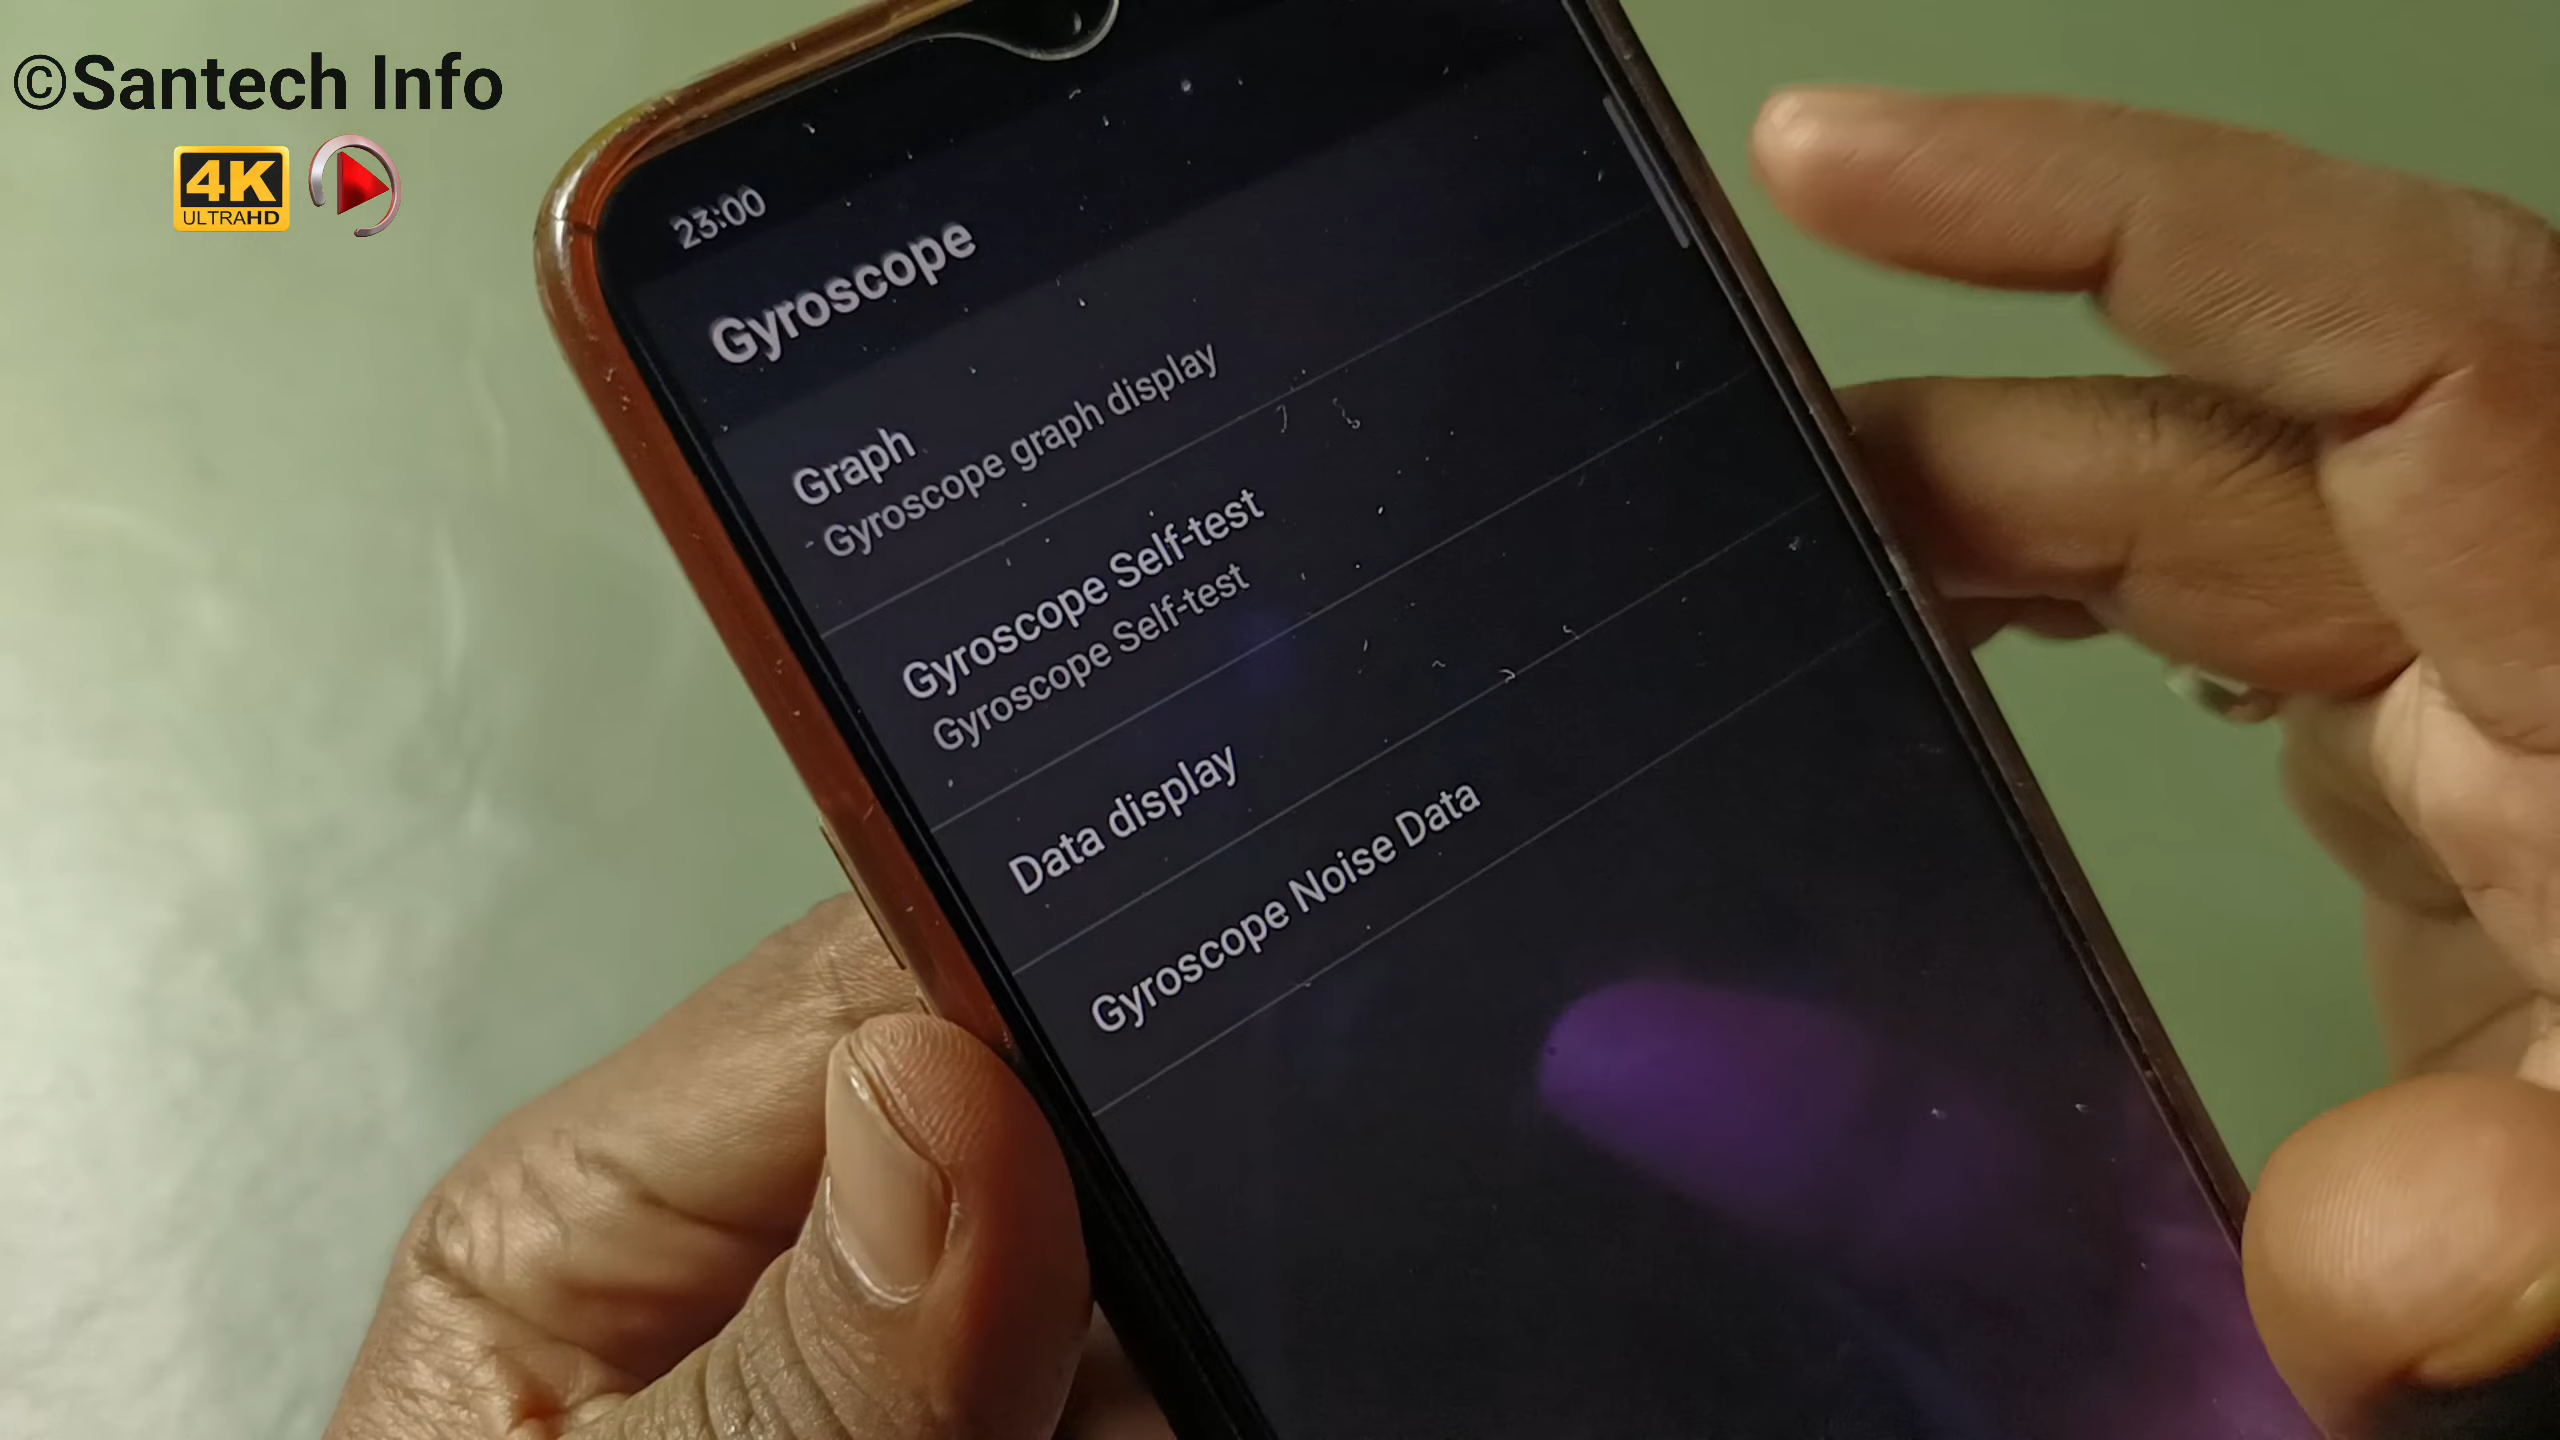 ©Santech Info
4K
ULTRAHD
23:00
Gyroscope
Graph
Gyroscope graph display
Gyroscope Self-test
Gyroscope Self-test
Data display
Gyroscope Noise Data